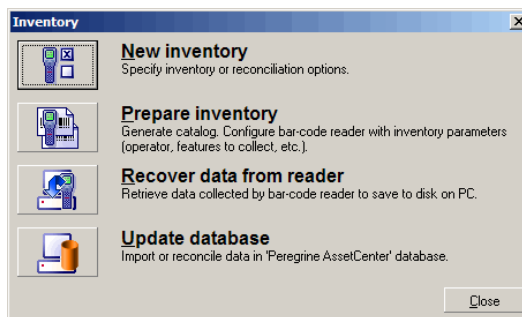 Inventory
New inventory
Specify inventory or reconciliation options.
Prepare inventory
Generate catalog. Configure bar-code reader with inventory parameters
(operator, features to collect, etc.).
Recover data from reader
Retrieve data collected by bar-code reader to save to disk on PC.
Update database
Import or reconcile data in 'Peregrine AssetCenter' database.
Close